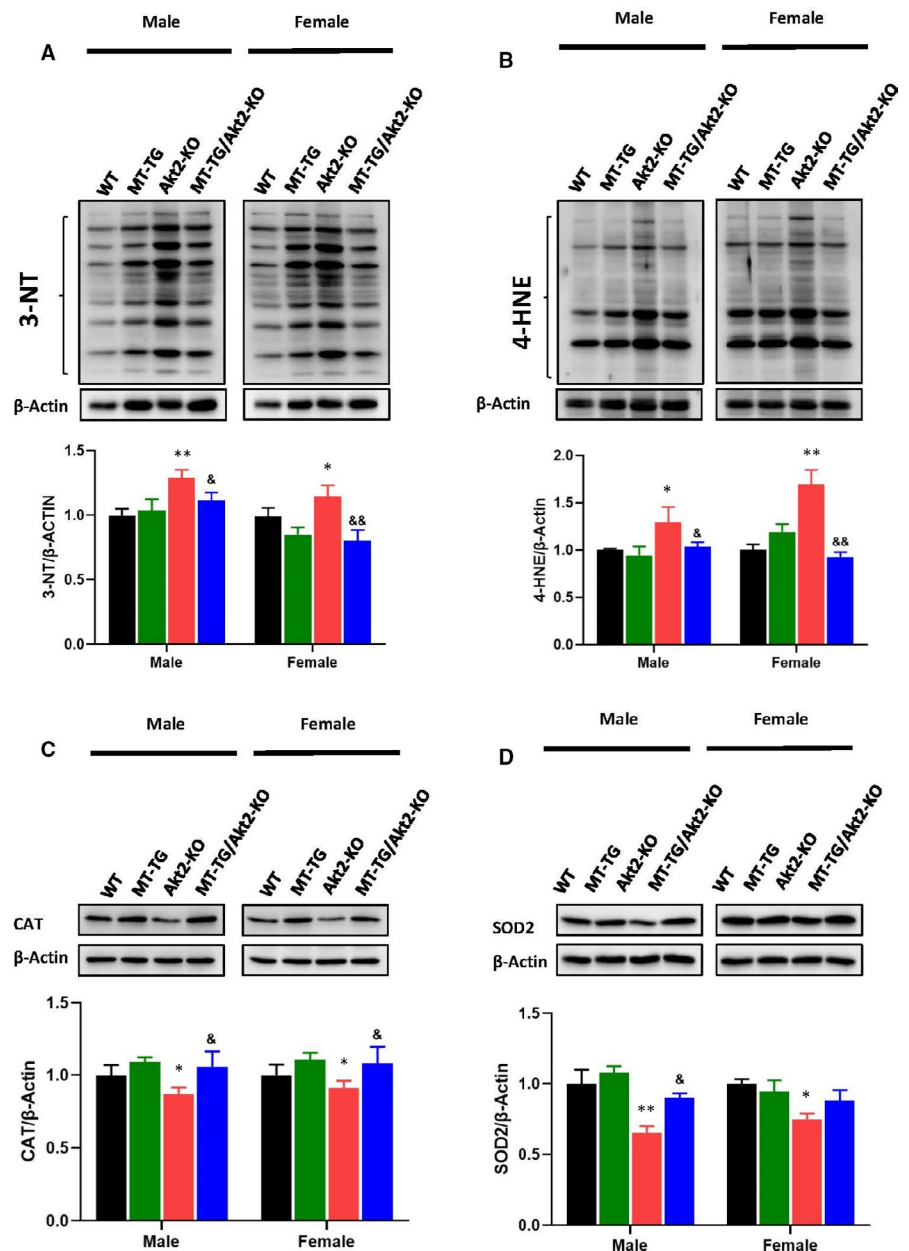 Male Female
A
WT MT-TG Akt2-KO MT-TG/Akt2-KO WT MT-TG Akt2-KO MT-TG/Akt2-KO
3-NT
β-Actin
1.5
1.0
0.5
0.0
3-NT/β-ACTIN
** & * &&
Male Female
Male Female
B
WT MT-TG Akt2-KO MT-TG/Akt2-KO WT MT-TG Akt2-KO MT-TG/Akt2-KO
4-HNE
β-Actin
2.0
1.5
1.0
0.5
0.0
4-HNE/β-Actin
* & ** &&
Male Female
Male Female
C
WT MT-TG Akt2-KO MT-TG/Akt2-KO WT MT-TG Akt2-KO MT-TG/Akt2-KO
CAT
β-Actin
1.5
1.0
0.5
0.0
CAT/β-Actin
* & * &
Male Female
Male Female
D
WT MT-TG Akt2-KO MT-TG/Akt2-KO WT MT-TG Akt2-KO MT-TG/Akt2-KO
SOD2
β-Actin
1.5
1.0
0.5
0.0
SOD2/β-Actin
** & *
Male Female